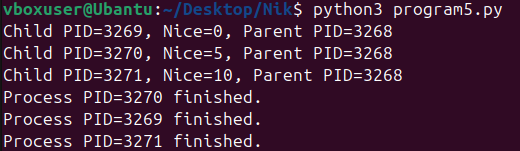 vboxuser@Ubantu:~/Desktop/Nik$ python3 program5.py
Child PID=3269, Nice=0, Parent PID=3268
Child PID=3270, Nice=5, Parent PID=3268
Child PID=3271, Nice=10, Parent PID=3268
Process PID=3270 finished.
Process PID=3269 finished.
Process PID=3271 finished.